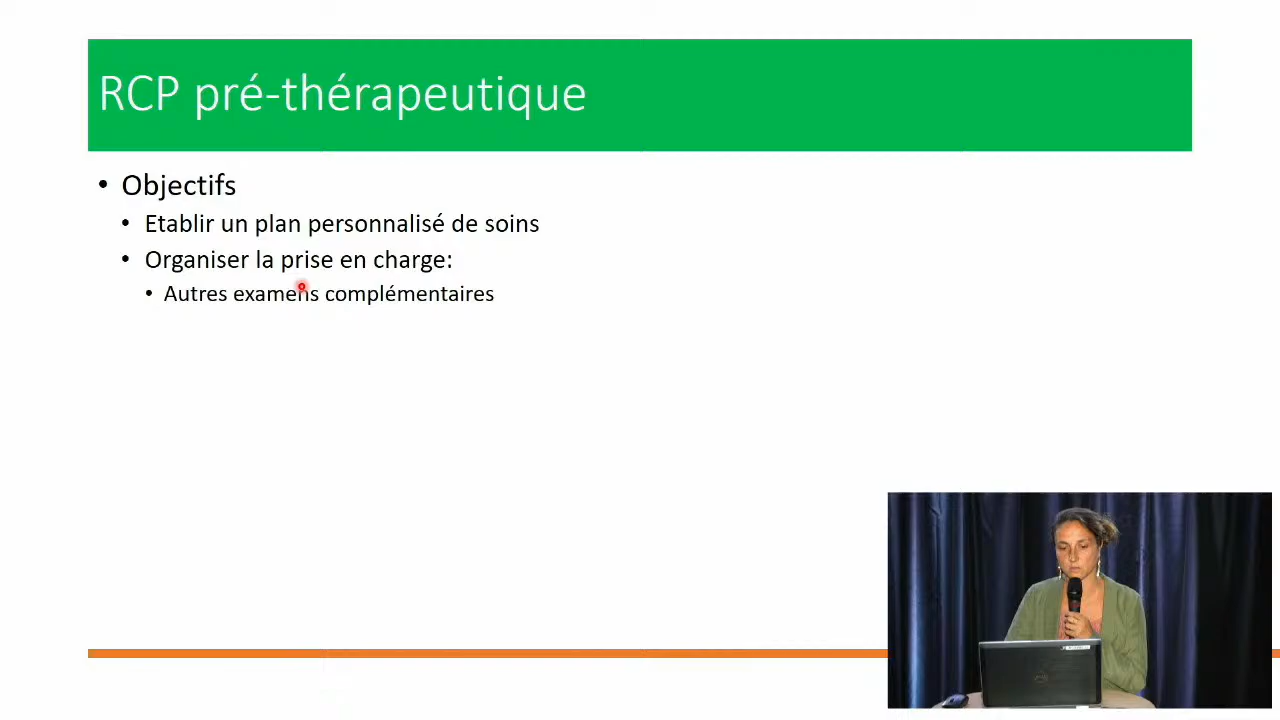 RCP pré-thérapeutique
• Objectifs
• Etablir un plan personnalisé de soins
• Organiser la prise en charge:
• Autres examens complémentaires